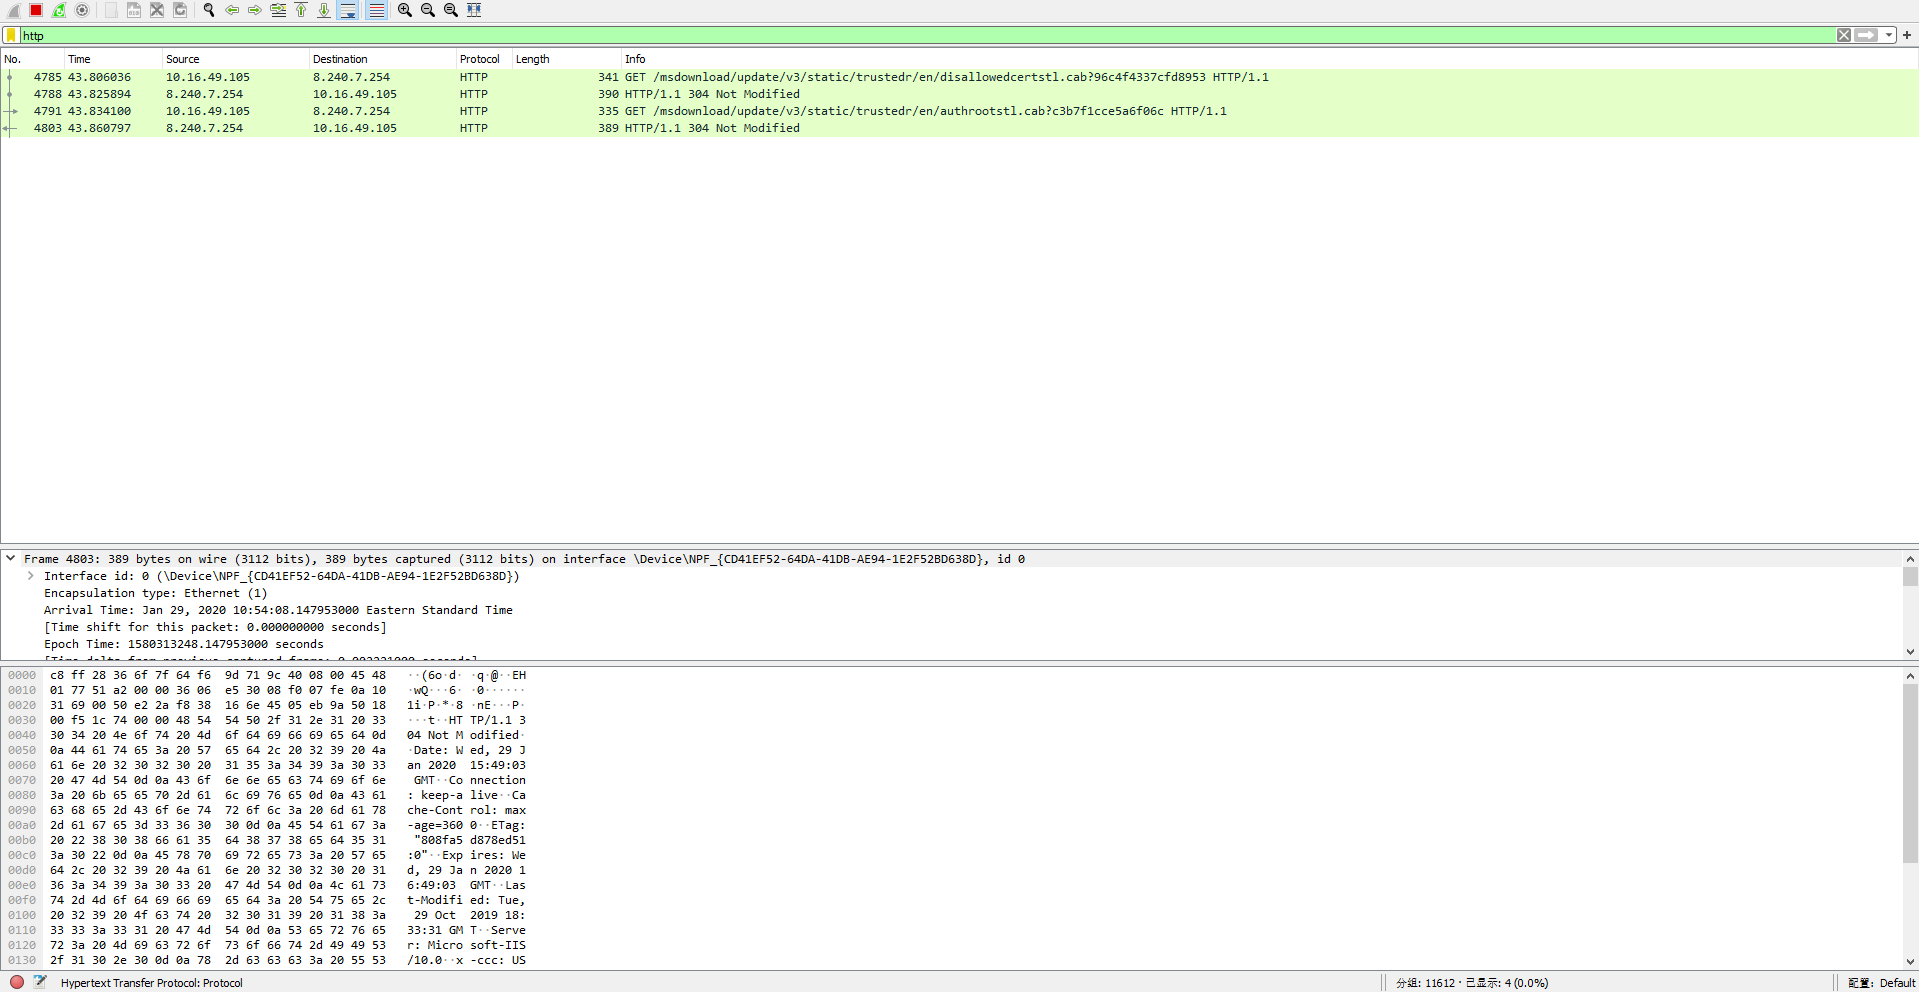 http
No. Time Source Destination Protocol Length Info
4785 43.806036 10.16.49.105 8.240.7.254 HTTP 341 GET /msdownload/update/v3/static/trustedr/en/disallowedcertstl.cab?96c4f4337cfd8953 HTTP/1.1
4788 43.825894 8.240.7.254 10.16.49.105 HTTP 390 HTTP/1.1 304 Not Modified
4791 43.834100 10.16.49.105 8.240.7.254 HTTP 335 GET /msdownload/update/v3/static/trustedr/en/authrootstl.cab?c3b7f1cce5a6f06c HTTP/1.1
4803 43.860797 8.240.7.254 10.16.49.105 HTTP 389 HTTP/1.1 304 Not Modified
Frame 4803: 389 bytes on wire (3112 bits), 389 bytes captured (3112 bits) on interface \Device\NPF_{CD41EF52-64DA-41DB-AE94-1E2F52BD638D}, id 0
Interface id: 0 (\Device\NPF_{CD41EF52-64DA-41DB-AE94-1E2F52BD638D})
Encapsulation type: Ethernet (1)
Arrival Time: Jan 29, 2020 10:54:08.147953000 Eastern Standard Time
[Time shift for this packet: 0.000000000 seconds]
Epoch Time: 1580313248.147953000 seconds
0000 c8 ff 28 36 6f 7f 64 f6 9d 71 9c 40 08 00 45 48 ··(6o·d· ·q·@··EH
0010 01 77 51 a2 00 00 36 06 e5 30 08 f0 07 fe 0a 10 ·wQ···6· ·0······
0020 31 69 00 50 e2 2a f8 38 16 6e 45 05 eb 9a 50 18 1i·P·*·8 ·nE···P·
0030 00 f5 1c 74 00 00 48 54 54 50 2f 31 2e 31 20 33 ···t··HT TP/1.1 3
0040 30 34 20 4e 6f 74 20 4d 6f 64 69 66 69 65 64 0d 04 Not M odified·
0050 0a 44 61 74 65 3a 20 57 65 64 2c 20 32 39 20 4a ·Date: W ed, 29 J
0060 61 6e 20 32 30 32 30 20 31 35 3a 34 39 3a 30 33 an 2020 15:49:03
0070 20 47 4d 54 0d 0a 43 6f 6e 6e 65 63 74 69 6f 6e GMT··Co nnection
0080 3a 20 6b 65 65 70 2d 61 6c 69 76 65 0d 0a 43 61 : keep-a live··Ca
0090 63 68 65 2d 43 6f 6e 74 72 6f 6c 3a 20 6d 61 78 che-Cont rol: max
00a0 2d 61 67 65 3d 33 36 30 30 0d 0a 45 54 61 67 3a -age=360 0··ETag:
00b0 20 22 38 30 38 66 61 35 64 38 37 38 65 64 35 31 "808fa5 d878ed51
00c0 3a 30 22 0d 0a 45 78 70 69 72 65 73 3a 20 57 65 :0"··Exp ires: We
00d0 64 2c 20 32 39 20 4a 61 6e 20 32 30 32 30 20 31 d, 29 Ja n 2020 1
00e0 36 3a 34 39 3a 30 33 20 47 4d 54 0d 0a 4c 61 73 6:49:03 GMT··Las
00f0 74 2d 4d 6f 64 69 66 69 65 64 3a 20 54 75 65 2c t-Modifi ed: Tue,
0100 20 32 39 20 4f 63 74 20 32 30 31 39 20 31 38 3a 29 Oct 2019 18:
0110 33 33 3a 33 31 20 47 4d 54 0d 0a 53 65 72 76 65 33:31 GM T··Serve
0120 72 3a 20 4d 69 63 72 6f 73 6f 66 74 2d 49 49 53 r: Micro soft-IIS
0130 2f 31 30 2e 30 0d 0a 78 2d 63 63 63 3a 20 55 53 /10.0··x -ccc: US
Hypertext Transfer Protocol: Protocol 分组: 11612 · 已显示: 4 (0.0%) 配置: Default